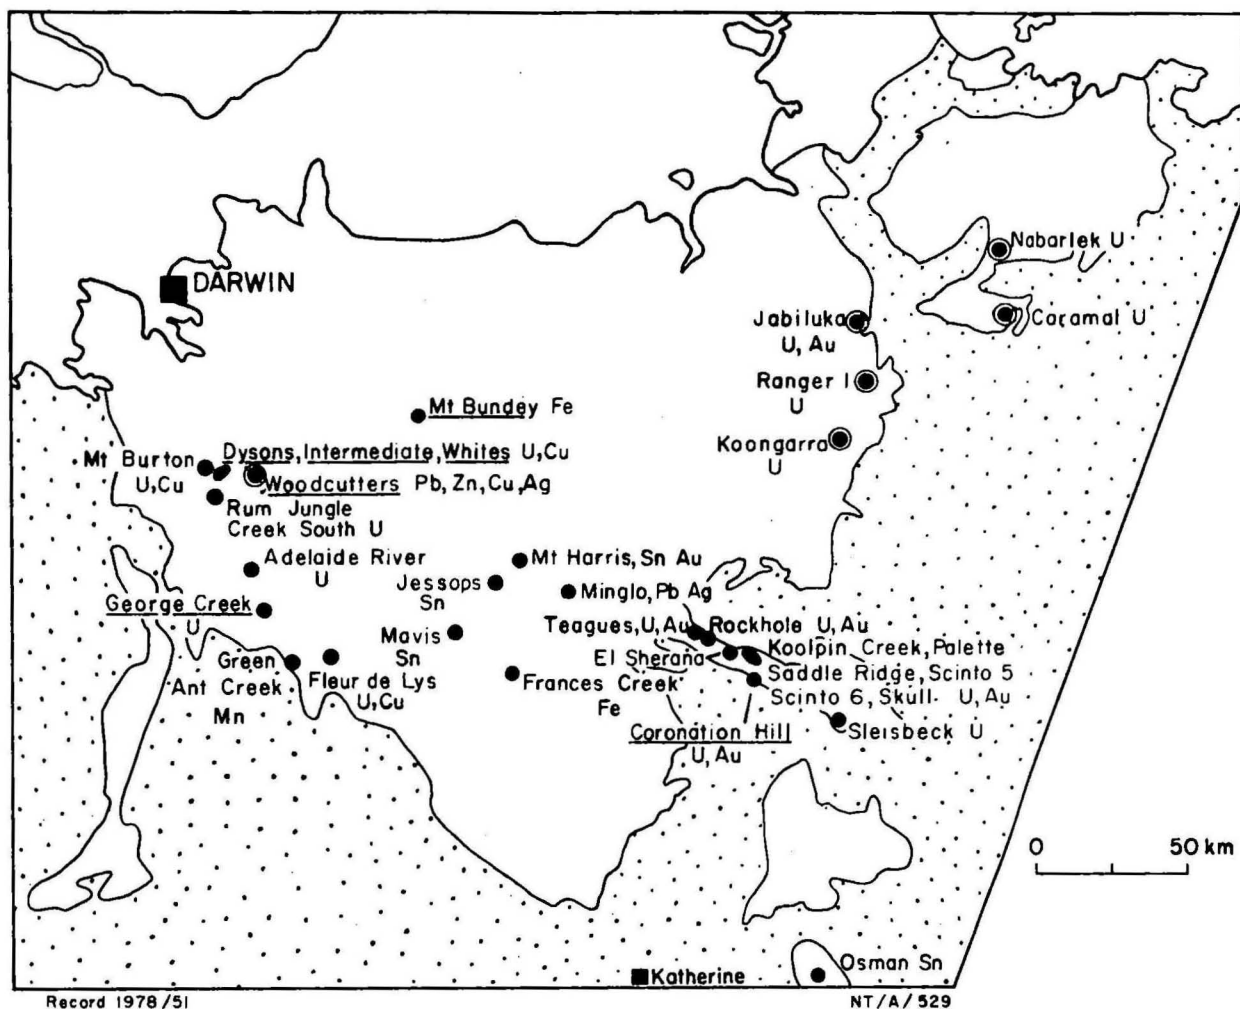 Nabarlek U
DARWIN
Jabiluka
U, Au
Caramal U
Ranger I
U
Mt Bundey Fe
Koongarra
U
Mt Burton
U,Cu
Dysons, Intermediate, Whites U,Cu
Woodcutters Pb, Zn, Cu, Ag
Rum Jungle
Creek South U
Adelaide River
U
Mt Harris, Sn Au
Jessops
Sn
Minglo, Pb Ag
George Creek
U
Teagues, U, Au
Rockhole U, Au
Mavis
Sn
El Sherana
Koolpin Creek, Palette
Saddle Ridge, Scinto 5
Scinto 6, Skull U, Au
Green
Ant Creek
Mn
Fleur de Lys
U,Cu
Frances Creek
Fe
Coronation Hill
U, Au
Sleisbeck U
0 50 km
Katherine
Osman Sn
Record 1978/51
NT/A/529